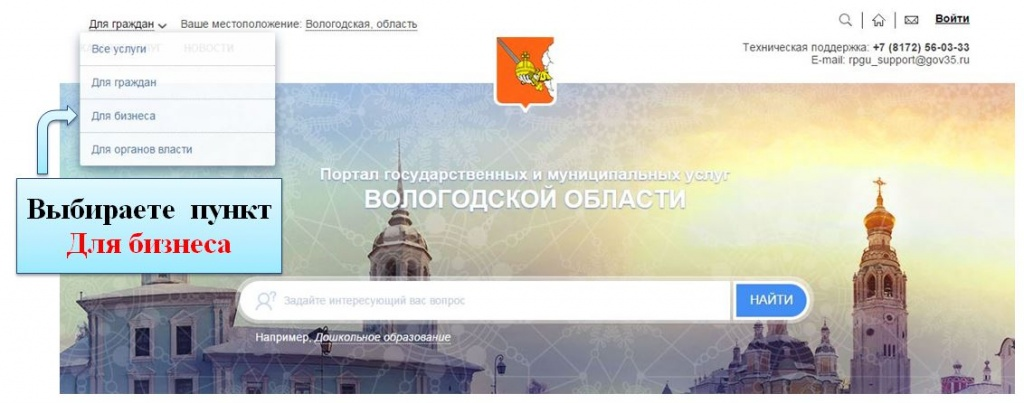 Для граждан
Ваше местоположение: Вологодская, область
Войти
Все услуги
НОВОСТИ
Для граждан
Для бизнеса
Для органов власти
Техническая поддержка: +7 (8172) 56-03-33
E-mail: rpgu_support@gov35.ru
Выбираете пункт
Для бизнеса
Портал государственных и муниципальных услуг
ВОЛОГОДСКОЙ ОБЛАСТИ
Задайте интересующий вас вопрос
НАЙТИ
Например, Дошкольное образование